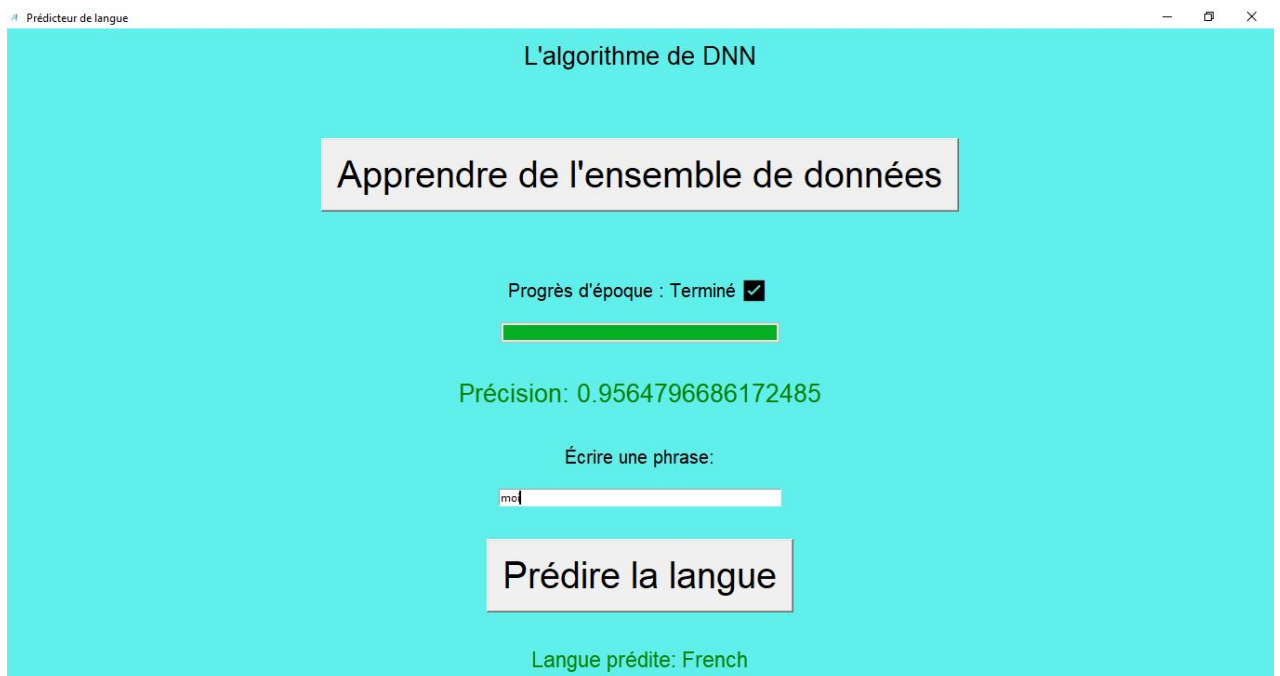 Prédicteur de langue
L'algorithme de DNN
Apprendre de l'ensemble de données
Progrès d'époque : Terminé ✓
Précision: 0.9564796686172485
Écrire une phrase:
moi
Prédire la langue
Langue prédite: French